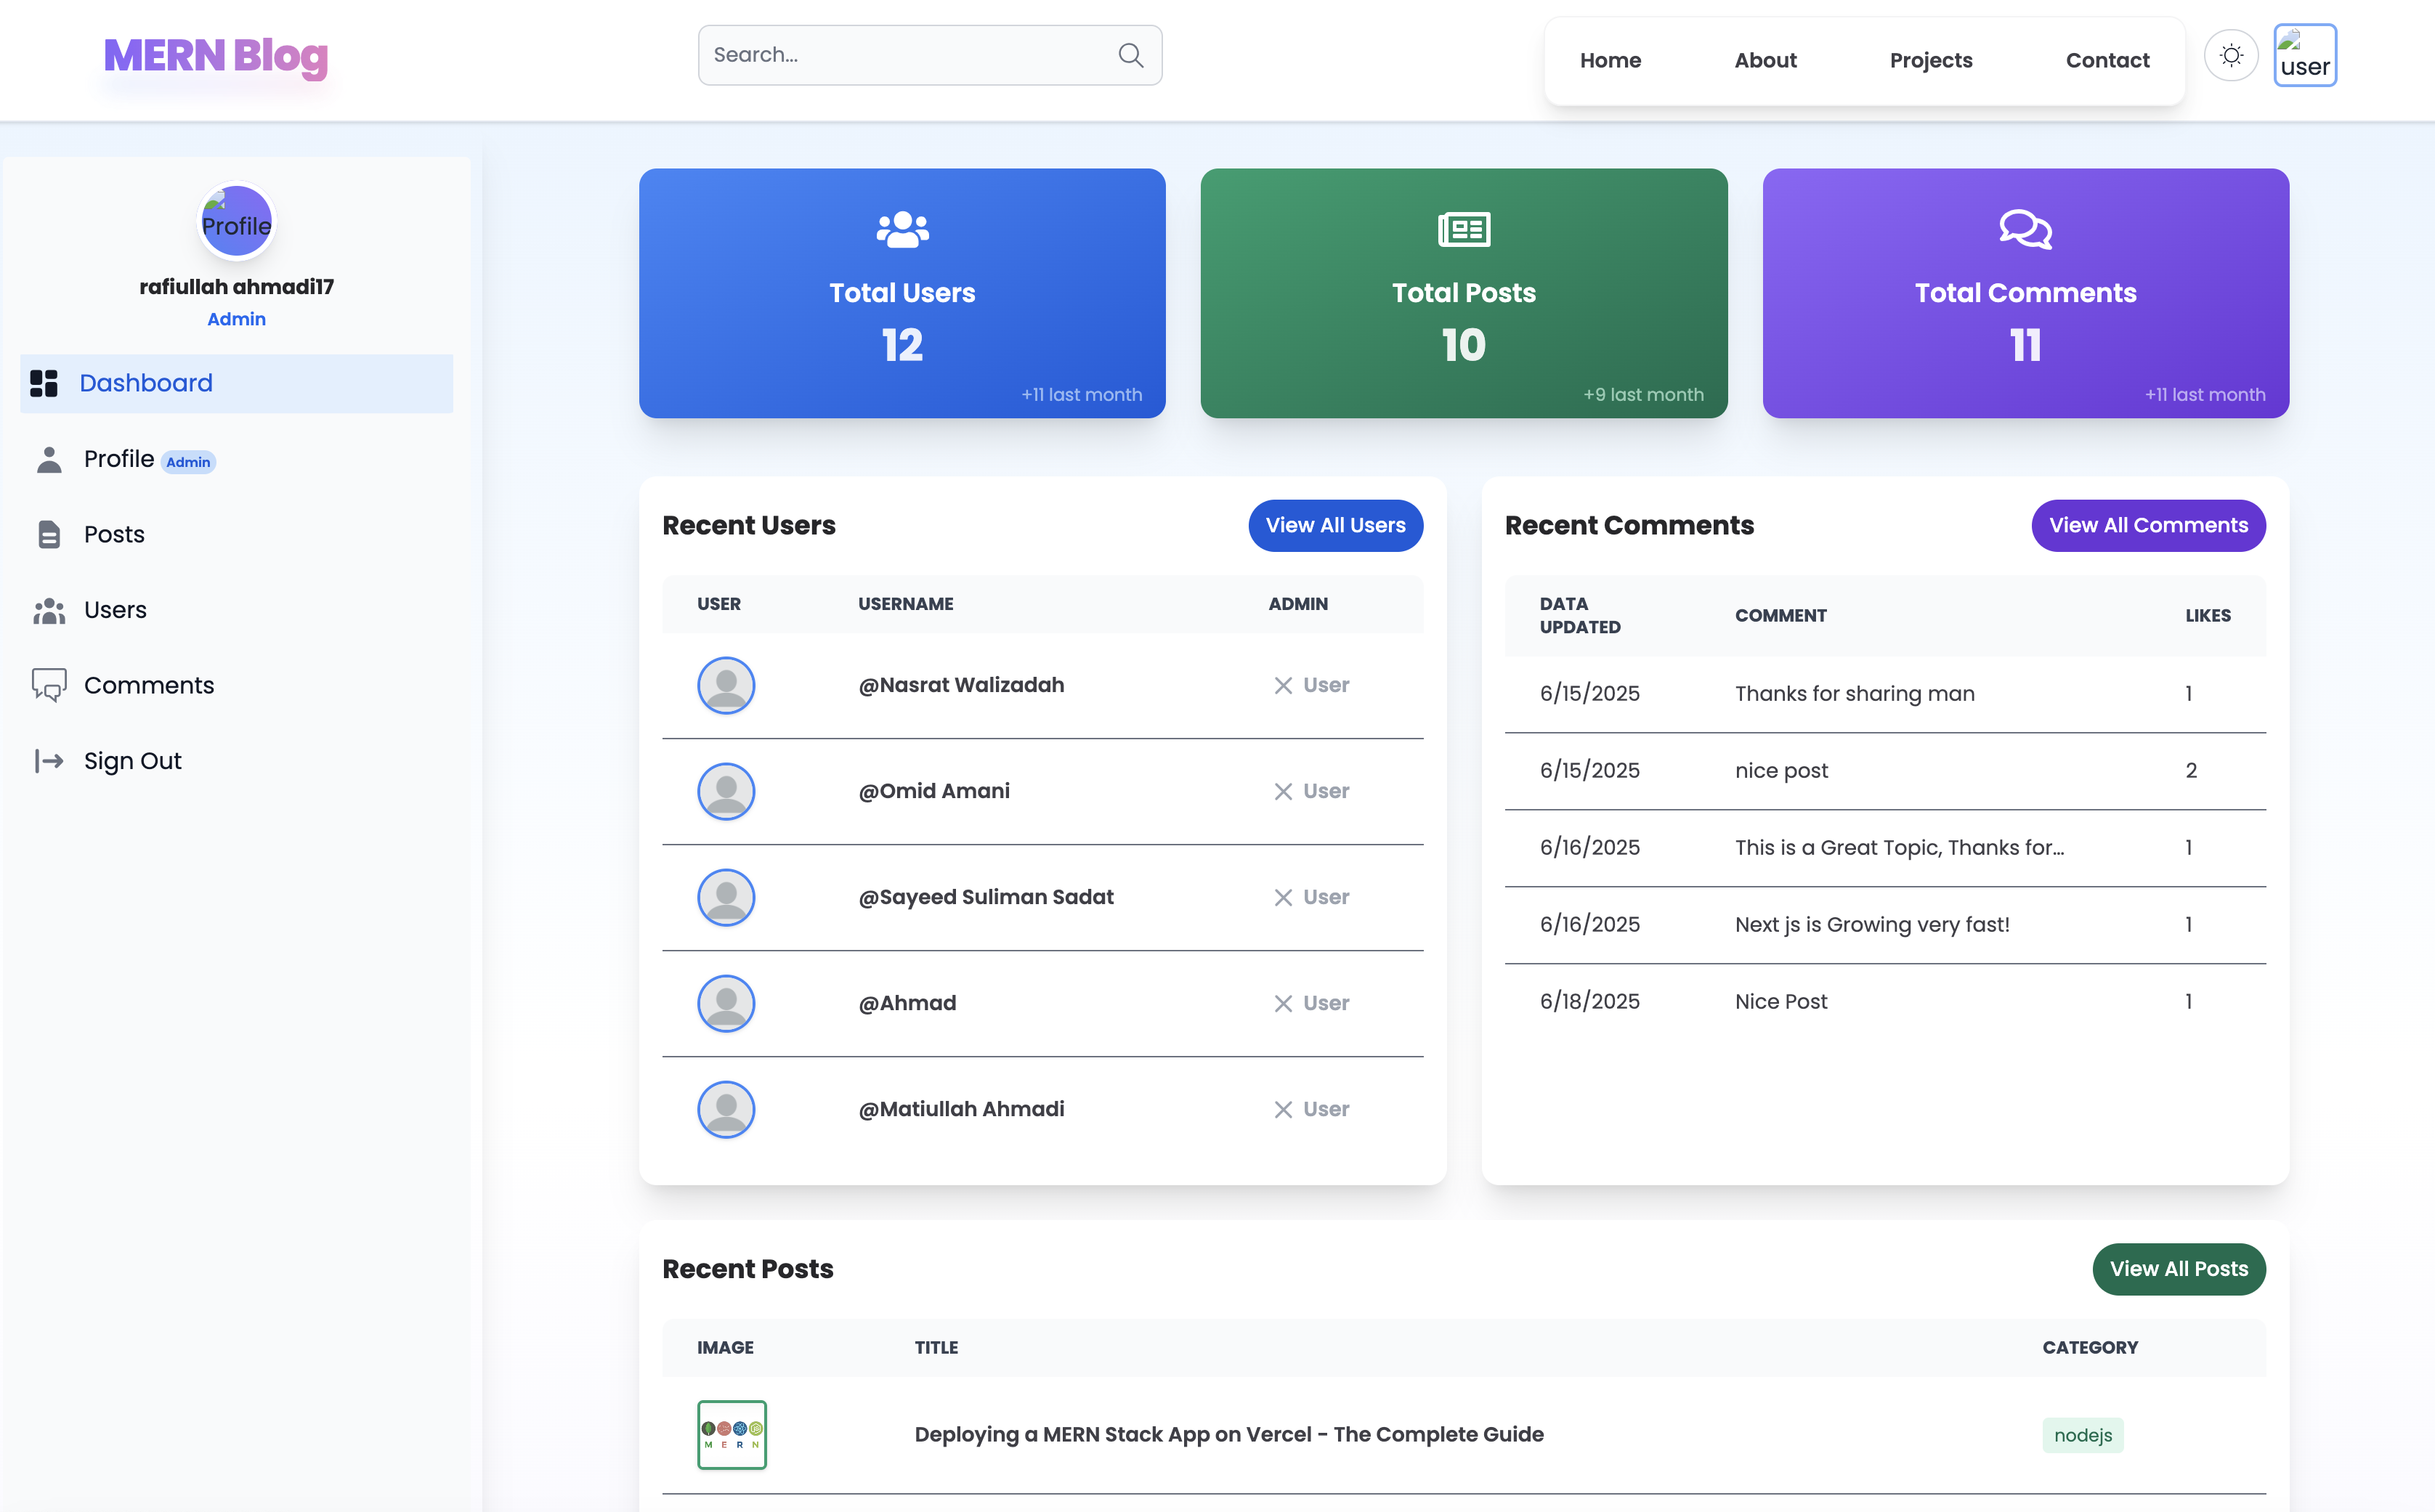 MERN Blog
Search...
Home
About
Projects
Contact
user
Profile
rafiullah ahmadi17
Admin
Dashboard
Profile Admin
Posts
Users
Comments
Sign Out
Total Users
12
+11 last month
Total Posts
10
+9 last month
Total Comments
11
+11 last month
Recent Users
View All Users
USER USERNAME ADMIN
@Nasrat Walizadah User
@Omid Amani User
@Sayeed Suliman Sadat User
@Ahmad User
@Matiullah Ahmadi User
Recent Comments
View All Comments
DATA
UPDATED
COMMENT
LIKES
6/15/2025 Thanks for sharing man 1
6/15/2025 nice post 2
6/16/2025 This is a Great Topic, Thanks for... 1
6/16/2025 Next js is Growing very fast! 1
6/18/2025 Nice Post 1
Recent Posts
View All Posts
IMAGE TITLE CATEGORY
M E R N
Deploying a MERN Stack App on Vercel - The Complete Guide
nodejs